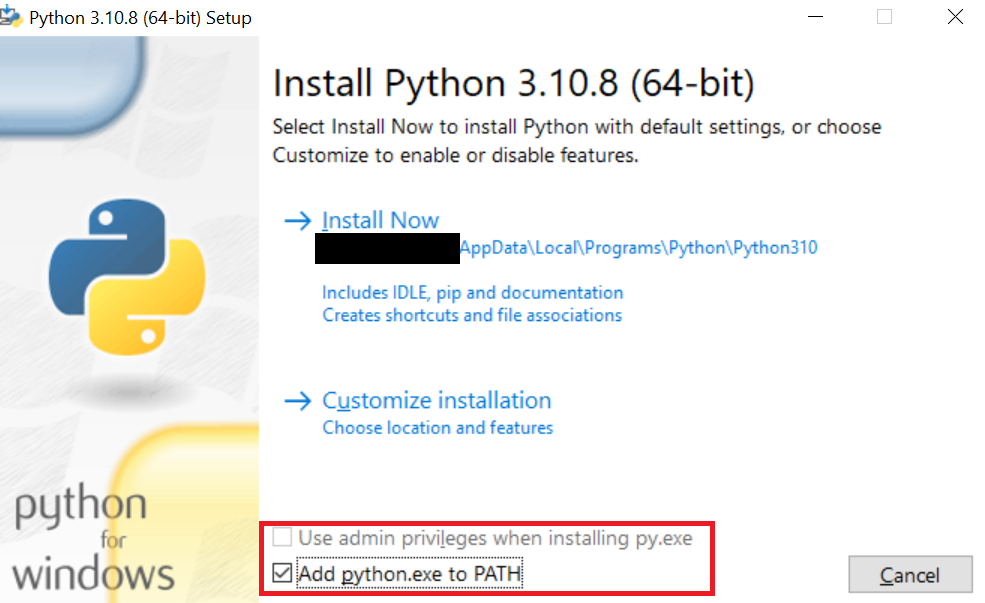 Python 3.10.8 (64-bit) Setup
Install Python 3.10.8 (64-bit)
Select Install Now to install Python with default settings, or choose
Customize to enable or disable features.
Install Now
AppData\Local\Programs\Python\Python310
Includes IDLE, pip and documentation
Creates shortcuts and file associations
Customize installation
Choose location and features
python
for
windows
Use admin privileges when installing py.exe
Add python.exe to PATH
Cancel